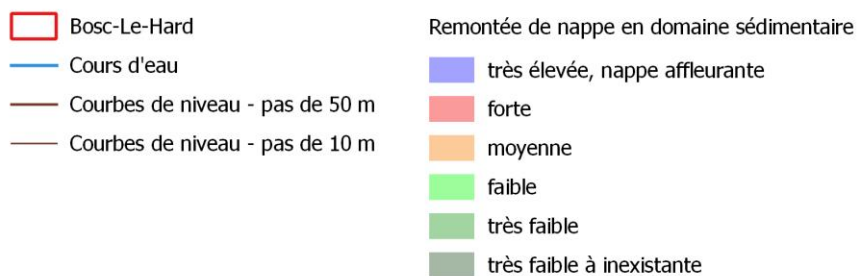 Bosc-Le-Hard
Cours d'eau
Courbes de niveau - pas de 50 m
Courbes de niveau - pas de 10 m
Remontée de nappe en domaine sédimentaire
très élevée, nappe affleurante
forte
moyenne
faible
très faible
très faible à inexistante